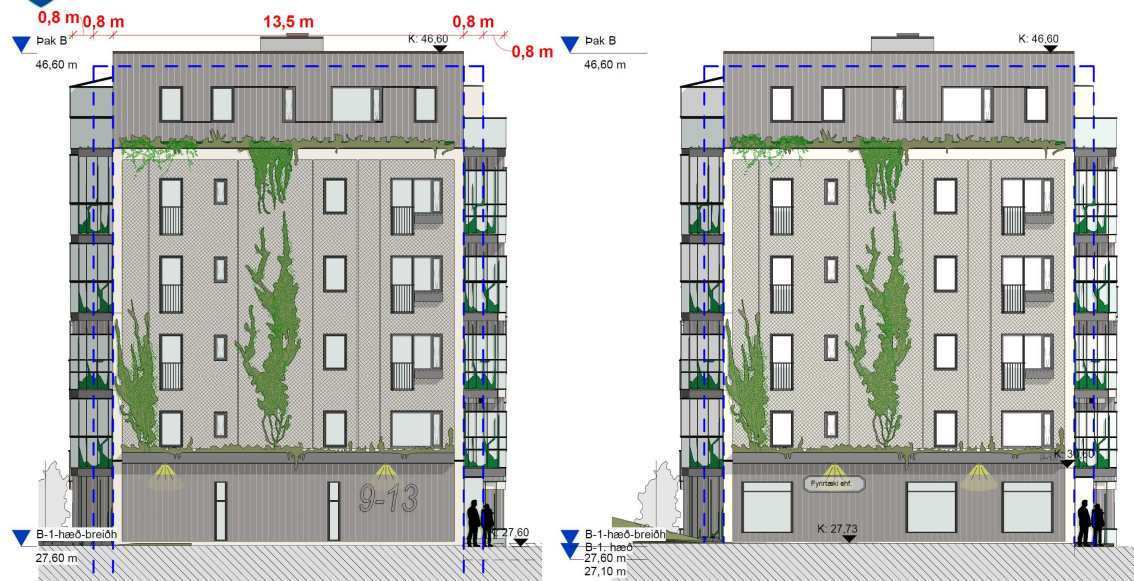 0,8 m
0,8 m
13,5 m
0,8 m
0,8 m
Þak B
46,60 m
K: 46,60
9-13
B-1-hæð-breiðh
27,60 m
K: 27,60
Þak B
46,60 m
K: 46,60
K: 30,60
Fyrirtæki ehf.
K: 27,73
B-1-hæð-breiðh
B-1. hæð
27,60 m
27,10 m